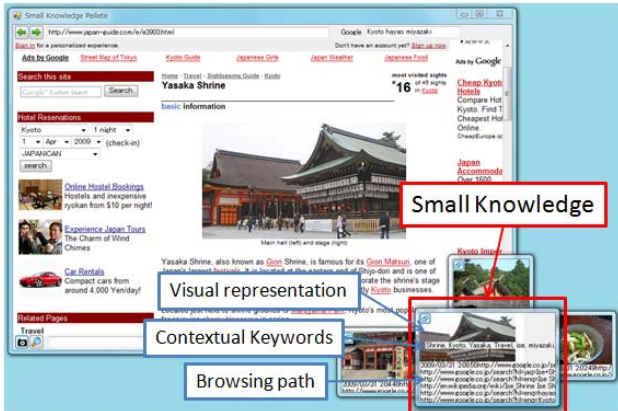 Small Knowledge Pallete
http://www.japan-guide.com/e/e3903.html
Google Kyoto hayao miyazaki
Sign in for a personalized experience.
Don't have an account yet? Sign up now
Ads by Google Street Map of Tokyo Kyoto Guide Japanese Girls Japan Weather Japanese Food
Ads by Google
Search this site
Search
Home - Travel - Sightseeing Guide - Kyoto
Yasaka Shrine
most visited sights
#16 of 45 sights
in Kyoto
basic information
Hotel Reservations
Kyoto 1 night
1 Apr 2009 (check-in)
JAPANiCAN
search
Cheap Kyoto
Hotels
Compare Hot
Kyoto. Find T
Cheapest Hot
Online.
Japan
Accommoda
Over 1600
Online Hostel Bookings
Hostels and inexpensive
ryokan from $10 per night!
Experience Japan Tours
The Charm of Wind
Chimes
Car Rentals
Compact cars from
around 4,000 Yen/day!
Related Pages
Travel
Main hall (left) and stage (right)
Yasaka Shrine, also known as Gion Shrine, is famous for its Gion Matsuri, one of
Kyoto businesses.
Kyoto Imper
Small Knowledge
Visual representation
Contextual Keywords
Browsing path
Shrine, Kyoto, Yasaka, Travel, ise, miyazaki,